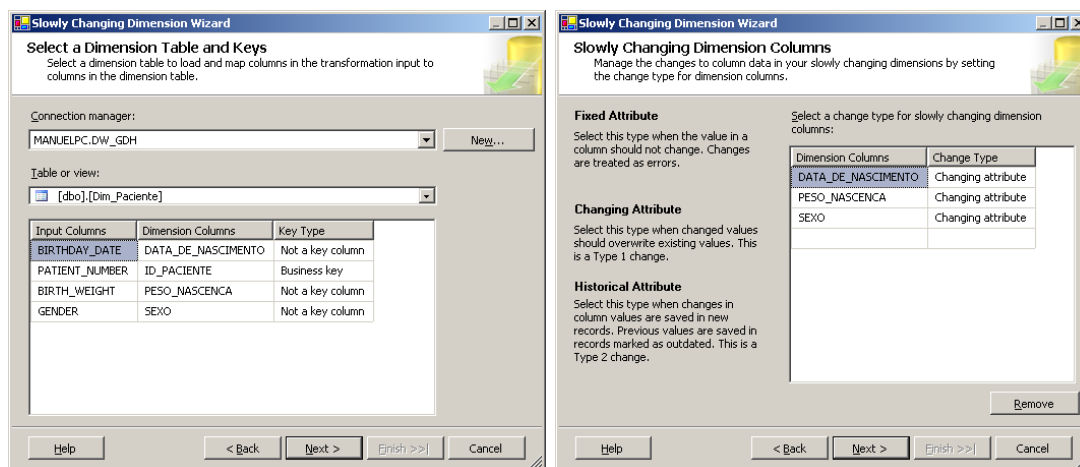 Slowly Changing Dimension Wizard
Select a Dimension Table and Keys
Select a dimension table to load and map columns in the transformation input to
columns in the dimension table.
Connection manager:
MANUELPC.DW_GDH
New...
Table or view:
[dbo].[Dim_Paciente]
Input Columns Dimension Columns Key Type
BIRTHDAY_DATE DATA_DE_NASCIMENTO Not a key column
PATIENT_NUMBER ID_PACIENTE Business key
BIRTH_WEIGHT PESO_NASCENCA Not a key column
GENDER SEXO Not a key column
Help < Back Next > Finish >>| Cancel
Slowly Changing Dimension Wizard
Slowly Changing Dimension Columns
Manage the changes to column data in your slowly changing dimensions by setting
the change type for dimension columns.
Fixed Attribute
Select this type when the value in a
column should not change. Changes
are treated as errors.
Changing Attribute
Select this type when changed values
should overwrite existing values. This
is a Type 1 change.
Historical Attribute
Select this type when changes in
column values are saved in new
records. Previous values are saved in
records marked as outdated. This is a
Type 2 change.
Select a change type for slowly changing dimension
columns:
Dimension Columns Change Type
DATA_DE_NASCIMENTO Changing attribute
PESO_NASCENCA Changing attribute
SEXO Changing attribute
Remove
Help < Back Next > Finish >>| Cancel